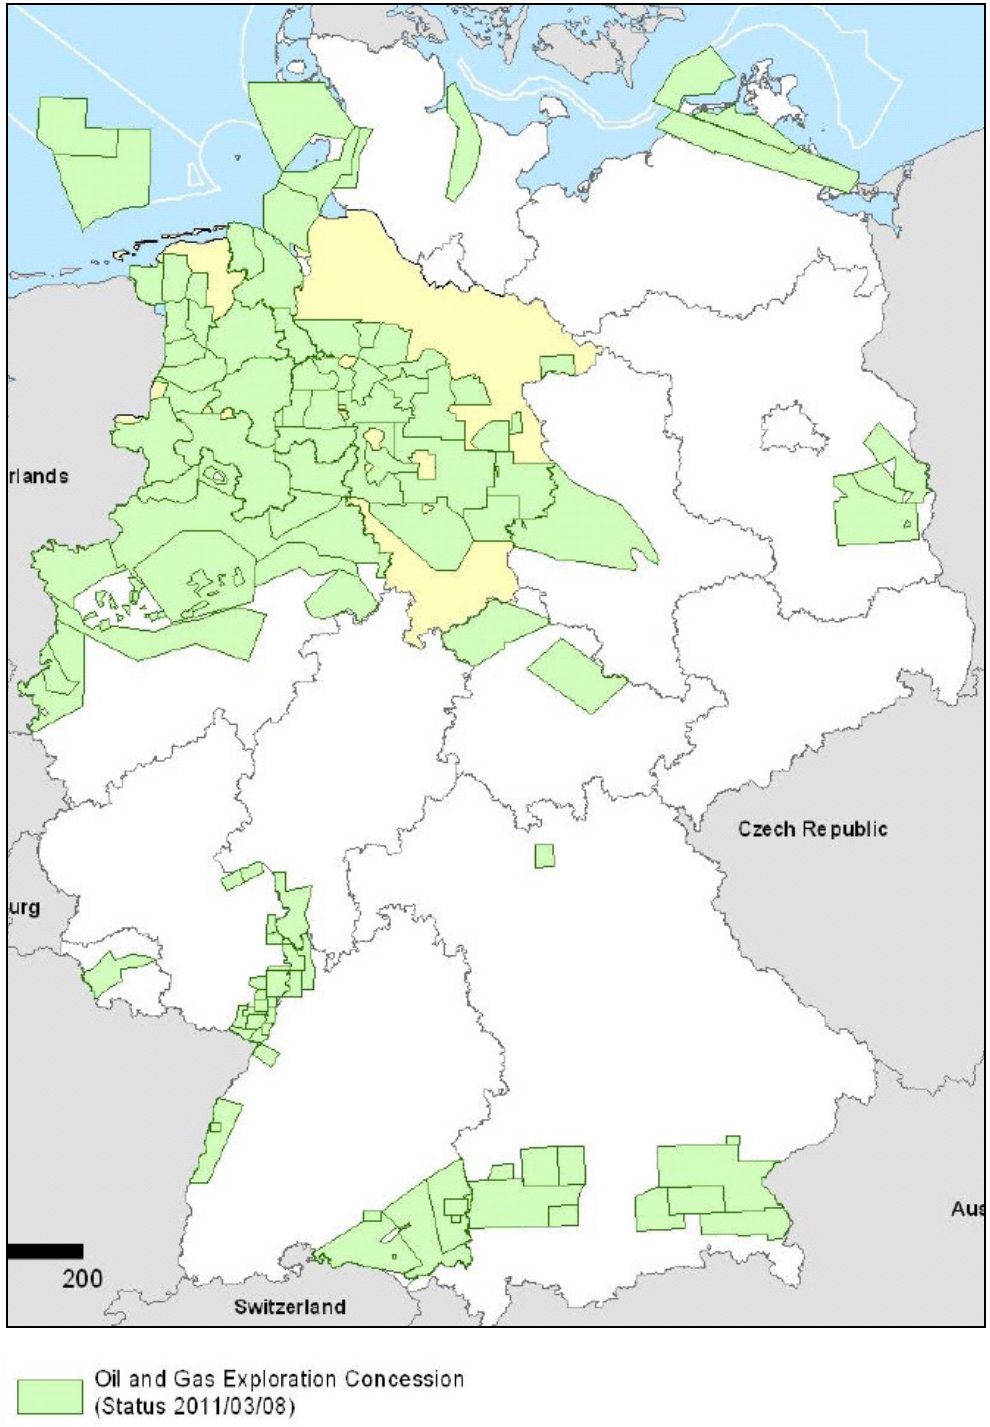 rlands
Czech Republic
urg
Aus
200
Switzerland
Oil and Gas Exploration Concession
(Status 2011/03/08)